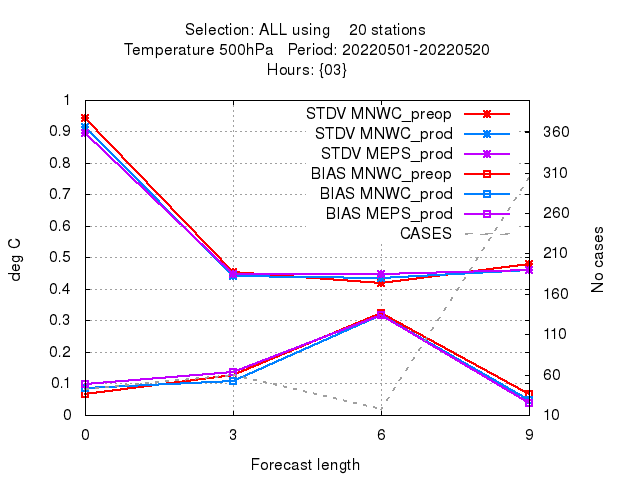 Selection: ALL using    20 stations
Temperature 500hPa   Period: 20220501-20220520
Hours: {03}
1
0.9
0.8
0.7
0.6
0.5
0.4
0.3
0.2
0.1
0
deg C
STDV MNWC_preop
STDV MNWC_prod
STDV MEPS_prod
BIAS MNWC_preop
BIAS MNWC_prod
BIAS MEPS_prod
CASES
360
310
260
210
160
110
60
10
No cases
0 3 6 9
Forecast length